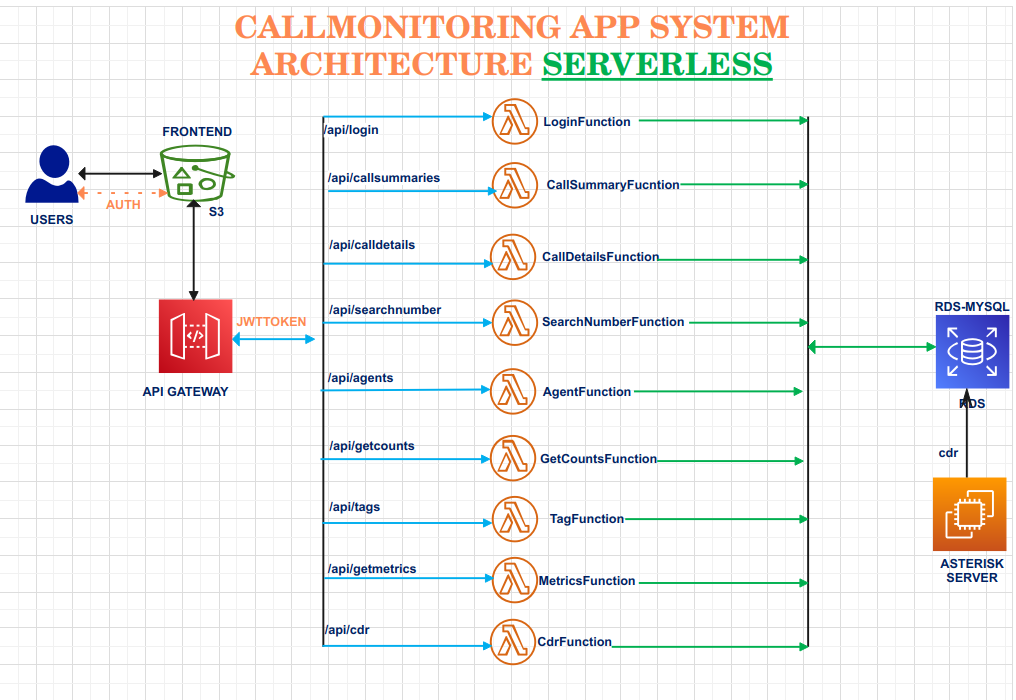 CALLMONITORING APP SYSTEM
ARCHITECTURE SERVERLESS
FRONTEND
USERS
AUTH
S3
API GATEWAY
JWTTOKEN
/api/login
LoginFunction
/api/callsummaries
CallSummaryFucntion
/api/calldetails
CallDetailsFunction
/api/searchnumber
SearchNumberFunction
/api/agents
AgentFunction
/api/getcounts
GetCountsFunction
/api/tags
TagFunction
/api/getmetrics
MetricsFunction
/api/cdr
CdrFunction
RDS-MYSQL
RDS
cdr
ASTERISK
SERVER